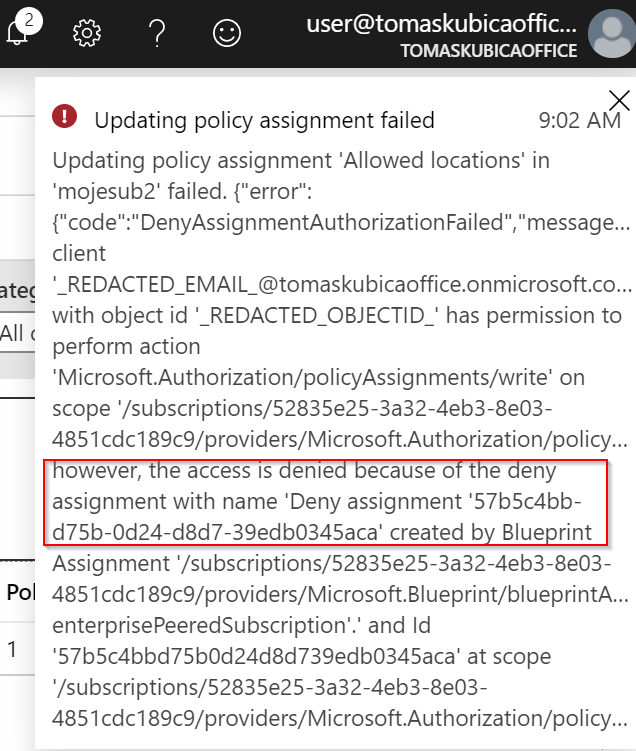 2
user@tomaskubicaoffic...
TOMASKUBICAOFFICE
Updating policy assignment failed
9:02 AM
Updating policy assignment 'Allowed locations' in
'mojesub2' failed. {"error":
{"code":"DenyAssignmentAuthorizationFailed","message...
client
'_REDACTED_EMAIL_@tomaskubicaoffice.onmicrosoft.co...
with object id '_REDACTED_OBJECTID_' has permission to
perform action
'Microsoft.Authorization/policyAssignments/write' on
scope '/subscriptions/52835e25-3a32-4eb3-8e03-
4851cdc189c9/providers/Microsoft.Authorization/policy...
however, the access is denied because of the deny
assignment with name 'Deny assignment '57b5c4bb-
d75b-0d24-d8d7-39edb0345aca' created by Blueprint
Assignment '/subscriptions/52835e25-3a32-4eb3-8e03-
4851cdc189c9/providers/Microsoft.Blueprint/blueprintA...
enterprisePeeredSubscription'.' and Id
'57b5c4bbd75b0d24d8d739edb0345aca' at scope
'/subscriptions/52835e25-3a32-4eb3-8e03-
4851cdc189c9/providers/Microsoft.Authorization/policy...
ateg
All
Pol
1